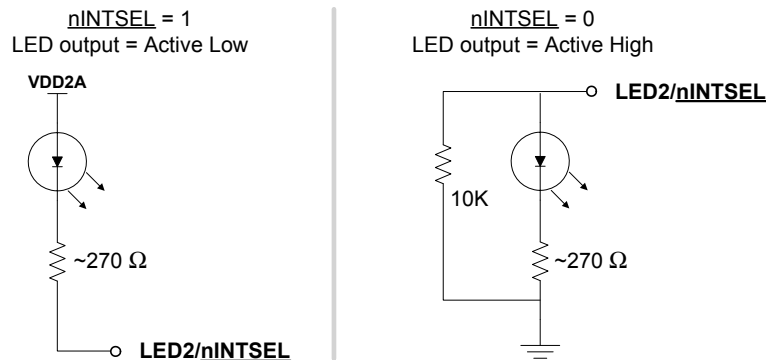 nINTSEL = 1
LED output = Active Low
VDD2A
~270 Ω
LED2/nINTSEL
nINTSEL = 0
LED output = Active High
LED2/nINTSEL
10K
~270 Ω